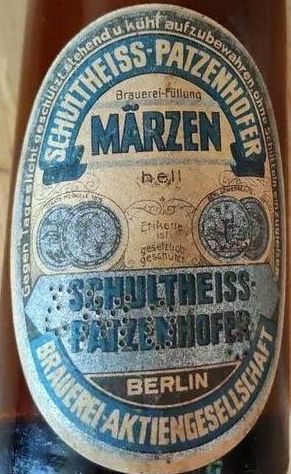 Gegen Tageslicht geschützt stehend u. kühl aufzubewahren, ohne
SCHULTHEISS-PATZENHOFER
Brauerei-Füllung
MÄRZEN
hell
Etikette
ist
gesetzlich
geschützt
SCHULTHEISS-
PATZENHOFER
BERLIN
BRAUEREI-AKTIENGESELLSCHAFT